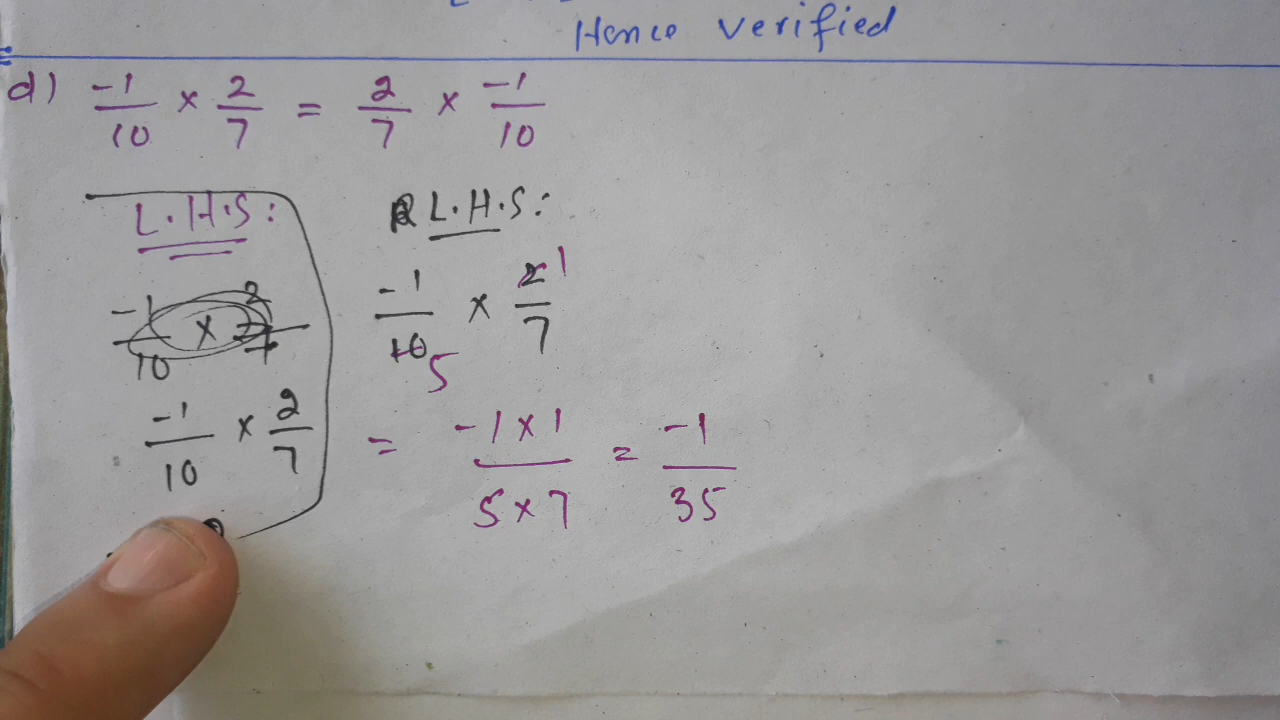 Hence verified
d) -1/10 × 2/7 = 2/7 × -1/10
L.H.S:
-1/10 × 2/7
-1/10 × 2/7
L.H.S:
-1/10 × 2/7 1
5
= -1×1/5×7 = -1/35